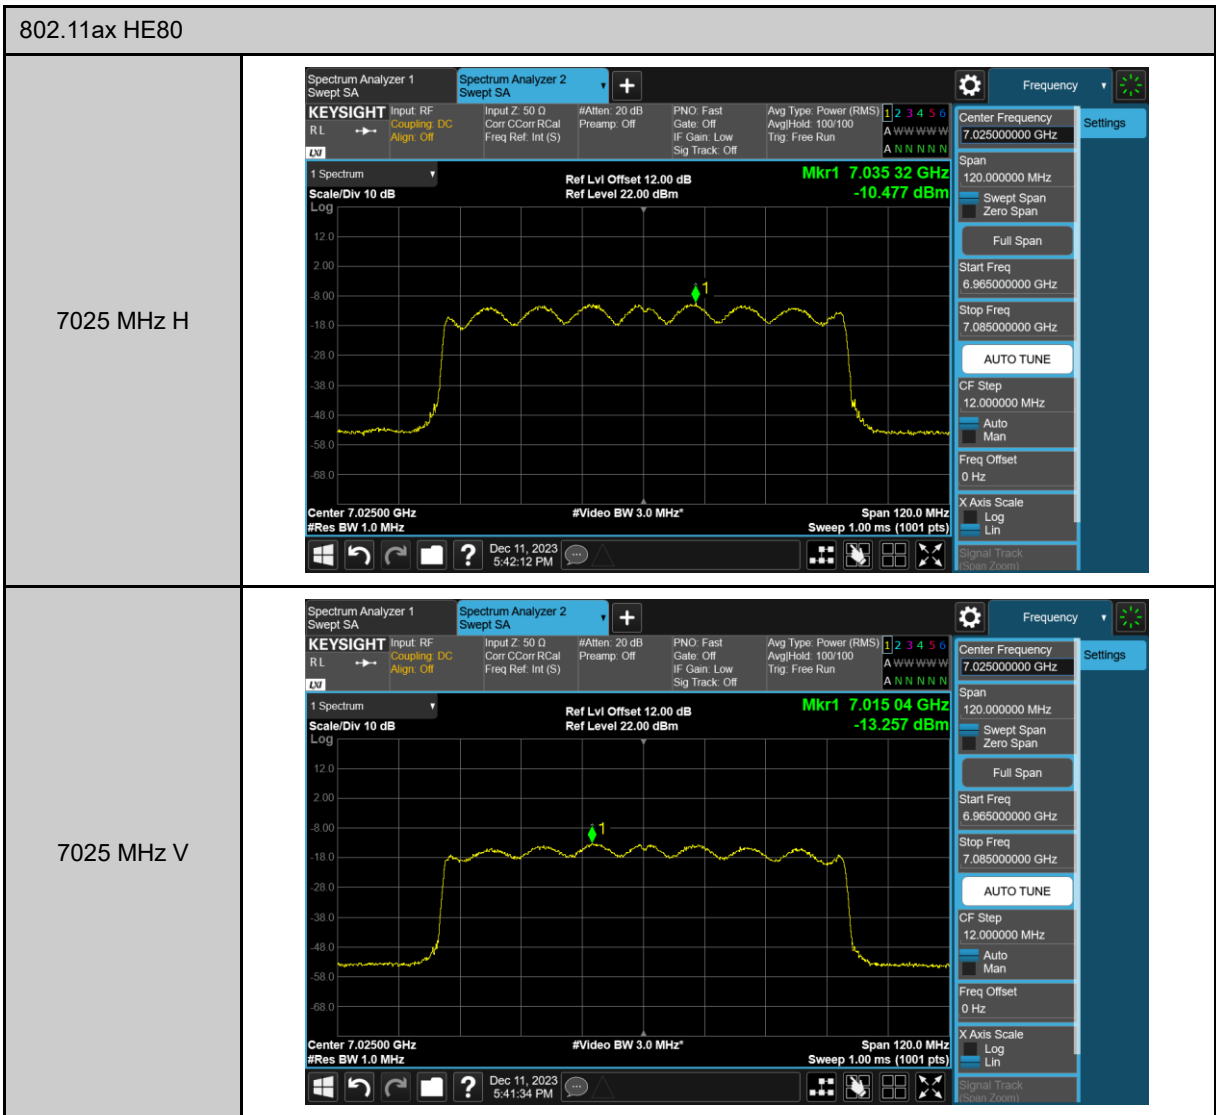 802.11ax HE80
7025 MHz H
Spectrum Analyzer 1
Swept SA
Spectrum Analyzer 2
Swept SA
Frequency
KEYSIGHT
RL
LXI
Input: RF
Coupling: DC
Align: Off
Input Z: 50 Ω
Corr CCorr RCal
Freq Ref: Int (S)
#Atten: 20 dB
Preamp: Off
PNO: Fast
Gate: Off
IF Gain: Low
Sig Track: Off
Avg Type: Power (RMS)
Avg|Hold: 100/100
Trig: Free Run
1 2 3 4 5 6
A W W W W W
A N N N N N
1 Spectrum
Scale/Div 10 dB
Log
Ref Lvl Offset 12.00 dB
Ref Level 22.00 dBm
Mkr1 7.035 32 GHz
-10.477 dBm
12.0
2.00
-8.00
-18.0
-28.0
-38.0
-48.0
-58.0
-68.0
1
Center 7.02500 GHz
#Res BW 1.0 MHz
#Video BW 3.0 MHz*
Span 120.0 MHz
Sweep 1.00 ms (1001 pts)
Dec 11, 2023
5:42:12 PM
Center Frequency
7.025000000 GHz
Settings
Span
120.000000 MHz
Swept Span
Zero Span
Full Span
Start Freq
6.965000000 GHz
Stop Freq
7.085000000 GHz
AUTO TUNE
CF Step
12.000000 MHz
Auto
Man
Freq Offset
0 Hz
X Axis Scale
Log
Lin
Signal Track
(Span Zoom)
7025 MHz V
Spectrum Analyzer 1
Swept SA
Spectrum Analyzer 2
Swept SA
Frequency
KEYSIGHT
RL
LXI
Input: RF
Coupling: DC
Align: Off
Input Z: 50 Ω
Corr CCorr RCal
Freq Ref: Int (S)
#Atten: 20 dB
Preamp: Off
PNO: Fast
Gate: Off
IF Gain: Low
Sig Track: Off
Avg Type: Power (RMS)
Avg|Hold: 100/100
Trig: Free Run
1 2 3 4 5 6
A W W W W W
A N N N N N
1 Spectrum
Scale/Div 10 dB
Log
Ref Lvl Offset 12.00 dB
Ref Level 22.00 dBm
Mkr1 7.015 04 GHz
-13.257 dBm
12.0
2.00
-8.00
-18.0
-28.0
-38.0
-48.0
-58.0
-68.0
1
Center 7.02500 GHz
#Res BW 1.0 MHz
#Video BW 3.0 MHz*
Span 120.0 MHz
Sweep 1.00 ms (1001 pts)
Dec 11, 2023
5:41:34 PM
Center Frequency
7.025000000 GHz
Settings
Span
120.000000 MHz
Swept Span
Zero Span
Full Span
Start Freq
6.965000000 GHz
Stop Freq
7.085000000 GHz
AUTO TUNE
CF Step
12.000000 MHz
Auto
Man
Freq Offset
0 Hz
X Axis Scale
Log
Lin
Signal Track
(Span Zoom)